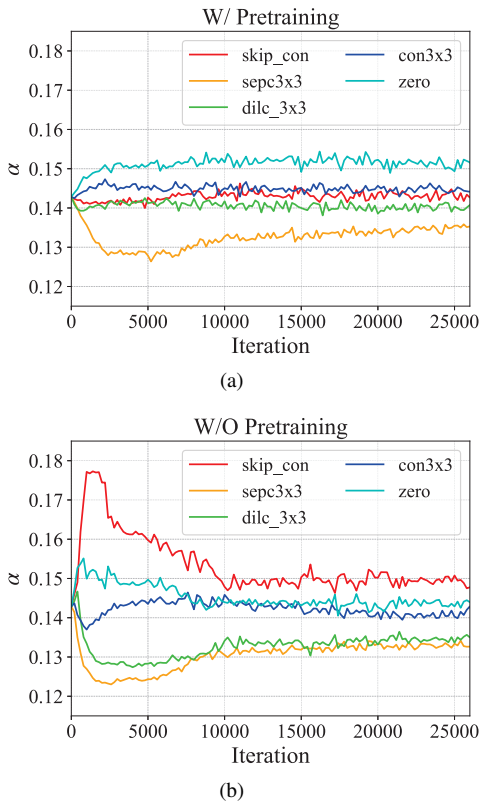 W/ Pretraining
0.18
0.17
0.16
0.15
0.14
0.13
0.12
α
skip_con
sepc3x3
dilc_3x3
con3x3
zero
0 5000 10000 15000 20000 25000
Iteration
(a)
W/O Pretraining
0.18
0.17
0.16
0.15
0.14
0.13
0.12
α
skip_con
sepc3x3
dilc_3x3
con3x3
zero
0 5000 10000 15000 20000 25000
Iteration
(b)